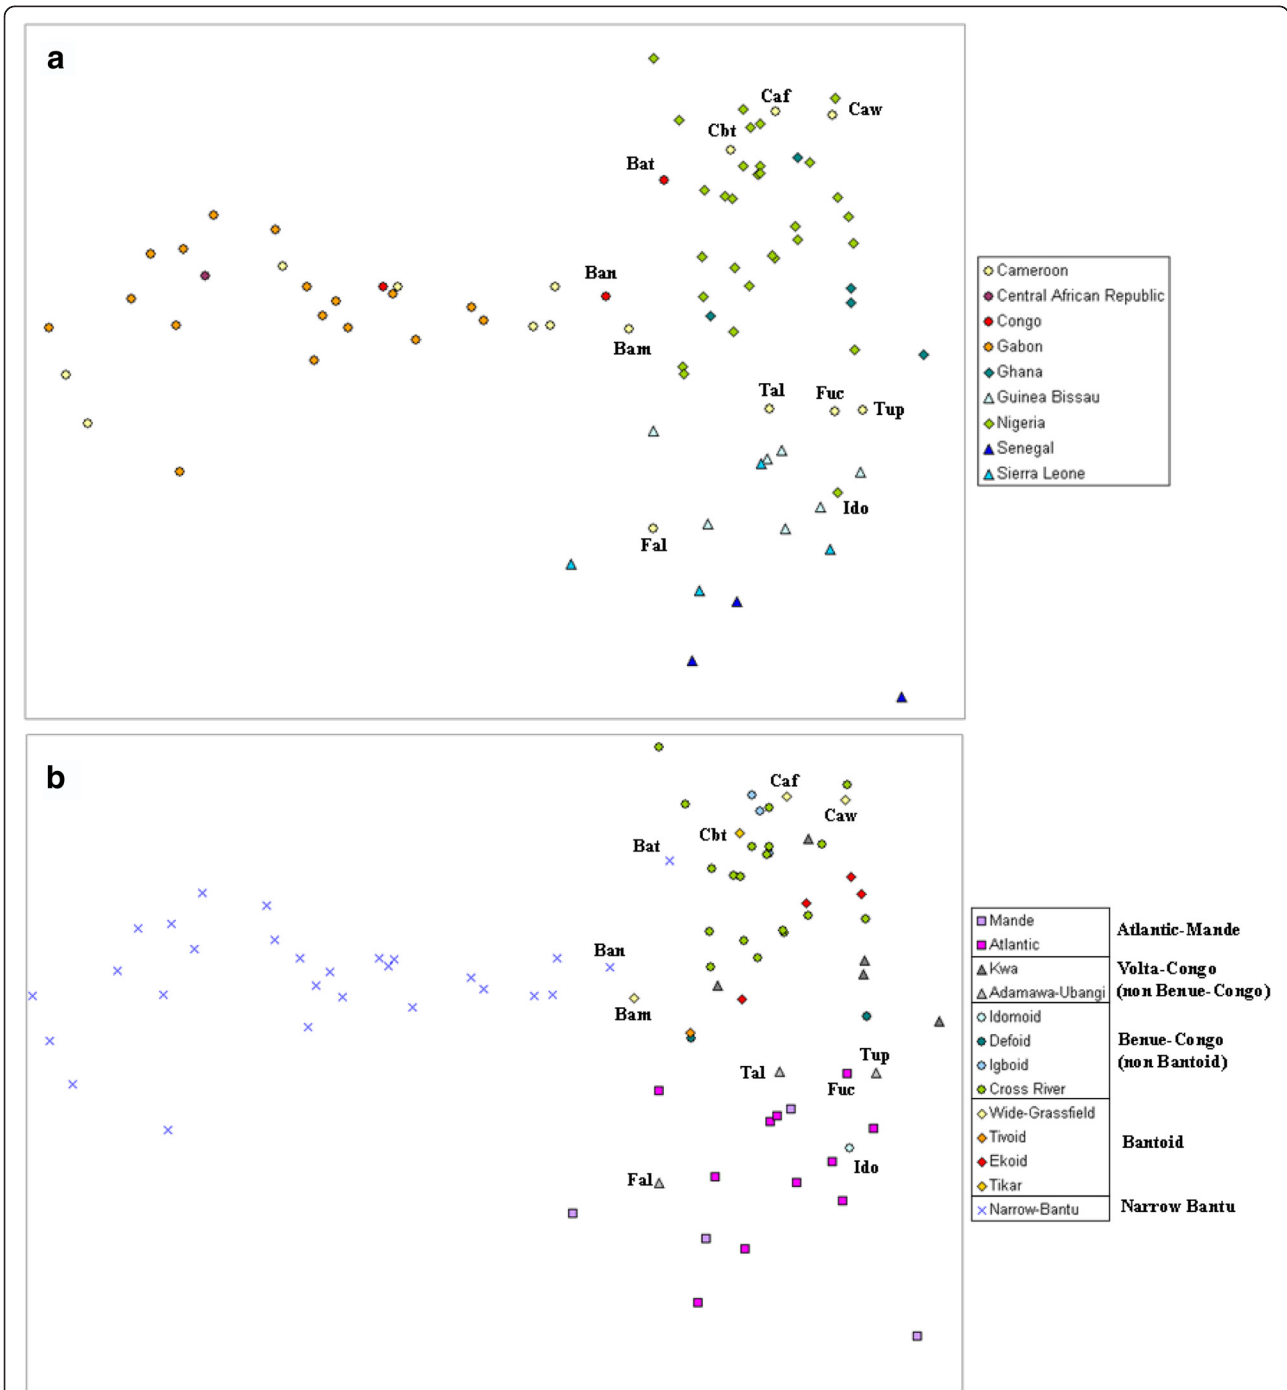 a
Caf
Caw
Cbt
Bat
Ban
Bam
Tal
Fuc
Tup
Ido
Fal
Cameroon
Central African Republic
Congo
Gabon
Ghana
Guinea Bissau
Nigeria
Senegal
Sierra Leone
b
Caf
Caw
Cbt
Bat
Ban
Bam
Tup
Tal
Fuc
Ido
Fal
Mande
Atlantic
Atlantic-Mande
Kwa
Adamawa-Ubangi
Volta-Congo
(non Benue-Congo)
Idomoid
Defoid
Igboid
Cross River
Benue-Congo
(non Bantoid)
Wide-Grassfield
Tivoid
Ekoid
Tikar
Bantoid
Narrow-Bantu
Narrow Bantu